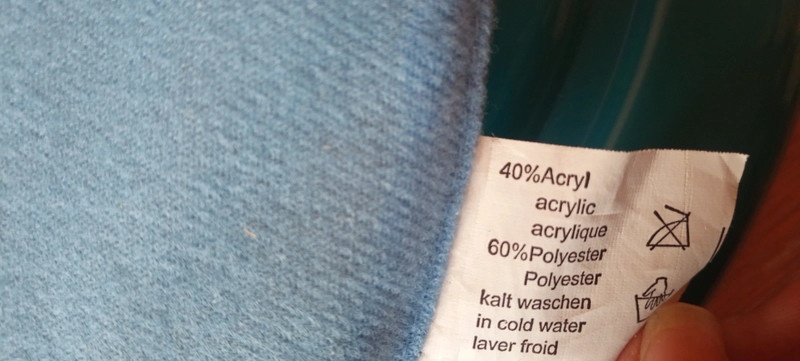 40%Acryl
acrylic
acrylique
60%Polyester
Polyester
kalt waschen
in cold water
laver froid